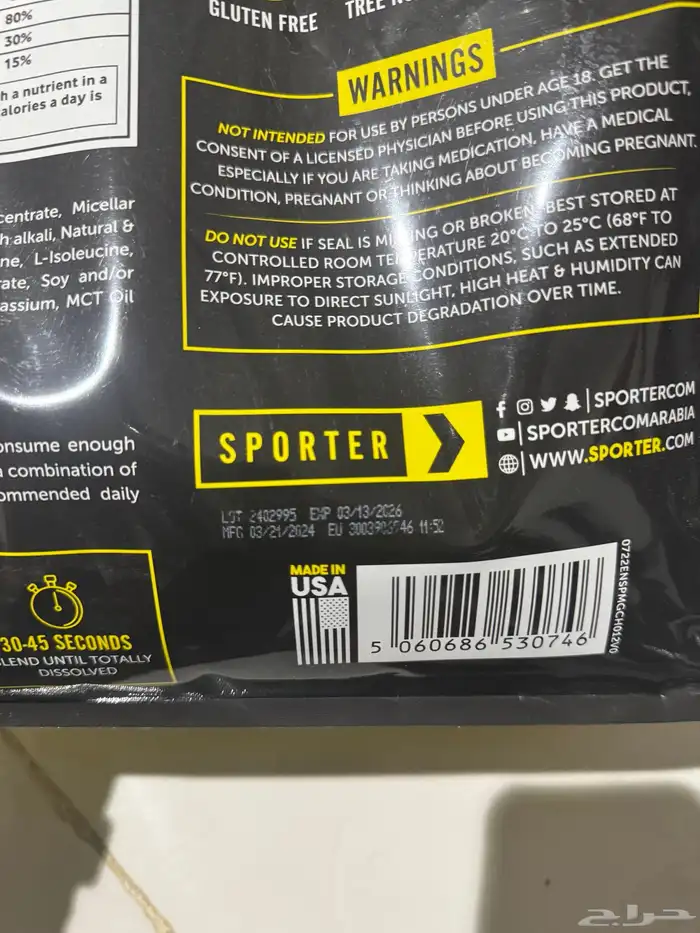 80%
30%
15%
h a nutrient in a
alories a day is
GLUTEN FREE
TREE
WARNINGS
NOT INTENDED FOR USE BY PERSONS UNDER AGE 18. GET THE
CONSENT OF A LICENSED PHYSICIAN BEFORE USING THIS PRODUCT,
ESPECIALLY IF YOU ARE TAKING MEDICATION, HAVE A MEDICAL
CONDITION, PREGNANT OR THINKING ABOUT BECOMING PREGNANT.
DO NOT USE IF SEAL IS MISSING OR BROKEN. BEST STORED AT
CONTROLLED ROOM TEMPERATURE 20°C TO 25°C (68°F TO
77°F). IMPROPER STORAGE CONDITIONS, SUCH AS EXTENDED
EXPOSURE TO DIRECT SUNLIGHT, HIGH HEAT & HUMIDITY CAN
CAUSE PRODUCT DEGRADATION OVER TIME.
centrate, Micellar
h alkali, Natural &
ne, L-Isoleucine,
rate, Soy and/or
assium, MCT Oil
onsume enough
a combination of
ommended daily
SPORTER
SPORTERCOM
SPORTERCOMARABIA
WWW.SPORTER.COM
LOT 2402995 EXP 03/13/2026
MFG 03/21/2024 EU 11:52
30-45 SECONDS
LEND UNTIL TOTALLY
DISSOLVED
MADE IN
USA
5 060686 530746
0722ENSPMGCH012V0
حراج